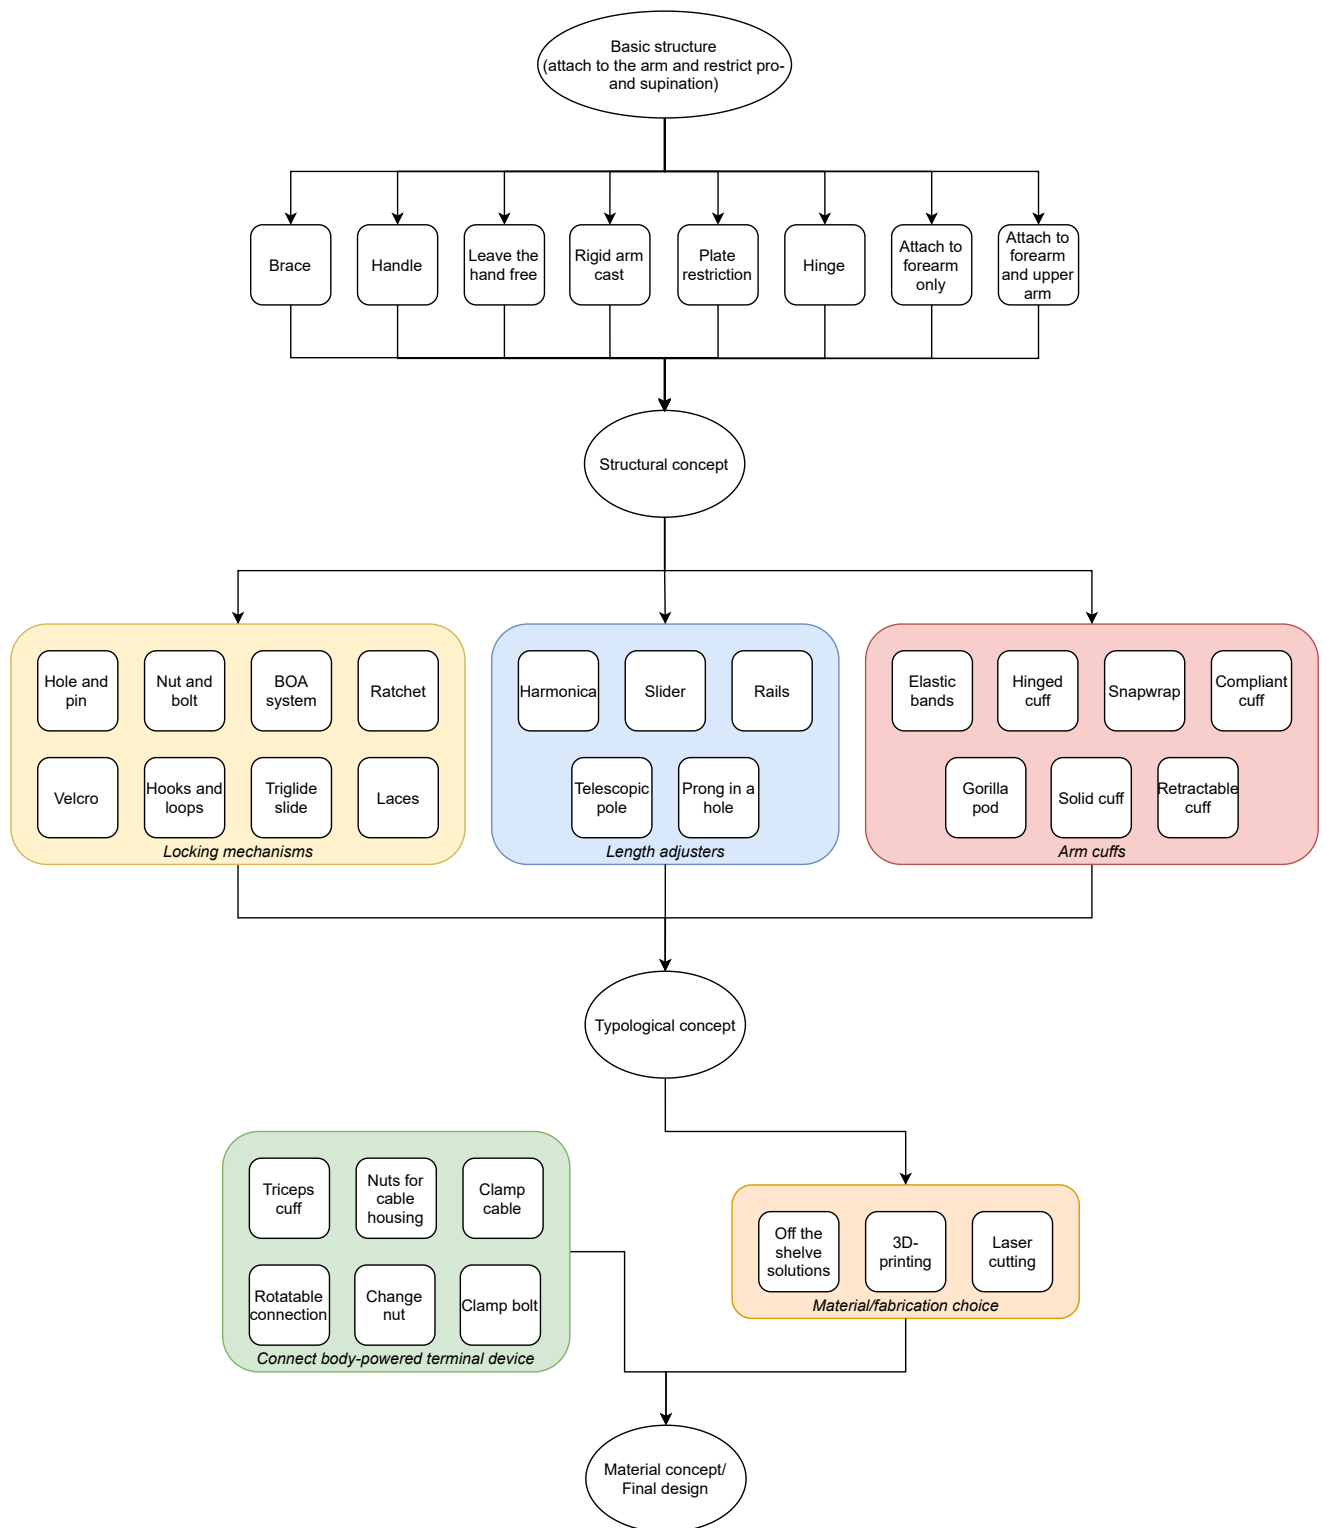 Basic structure
(attach to the arm and restrict pro-
and supination)
Brace
Handle
Leave the
hand free
Rigid arm
cast
Plate
restriction
Hinge
Attach to
forearm
only
Attach to
forearm
and upper
arm
Structural concept
Hole and
pin
Nut and
bolt
BOA
system
Ratchet
Velcro
Hooks and
loops
Triglide
slide
Laces
Locking mechanisms
Harmonica
Slider
Rails
Telescopic
pole
Prong in a
hole
Length adjusters
Elastic
bands
Hinged
cuff
Snapwrap
Compliant
cuff
Gorilla
pod
Solid cuff
Retractable
cuff
Arm cuffs
Typological concept
Triceps
cuff
Nuts for
cable
housing
Clamp
cable
Rotatable
connection
Change
nut
Clamp bolt
Connect body-powered terminal device
Off the
shelve
solutions
3D-
printing
Laser
cutting
Material/fabrication choice
Material concept/
Final design